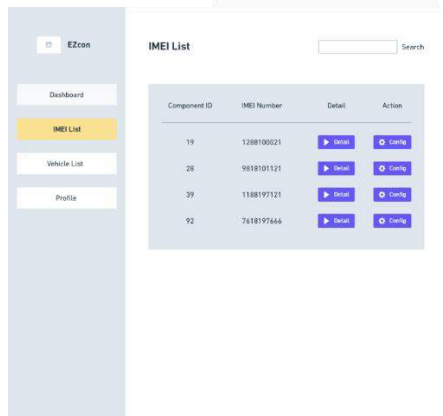 EZcon
Dashboard
IMEI List
Vehicle List
Profile
IMEI List
Search
Component ID IMEI Number Detail Action
19 1288100021 Detail Config
28 9818101121 Detail Config
39 1188197121 Detail Config
92 7618197666 Detail Config